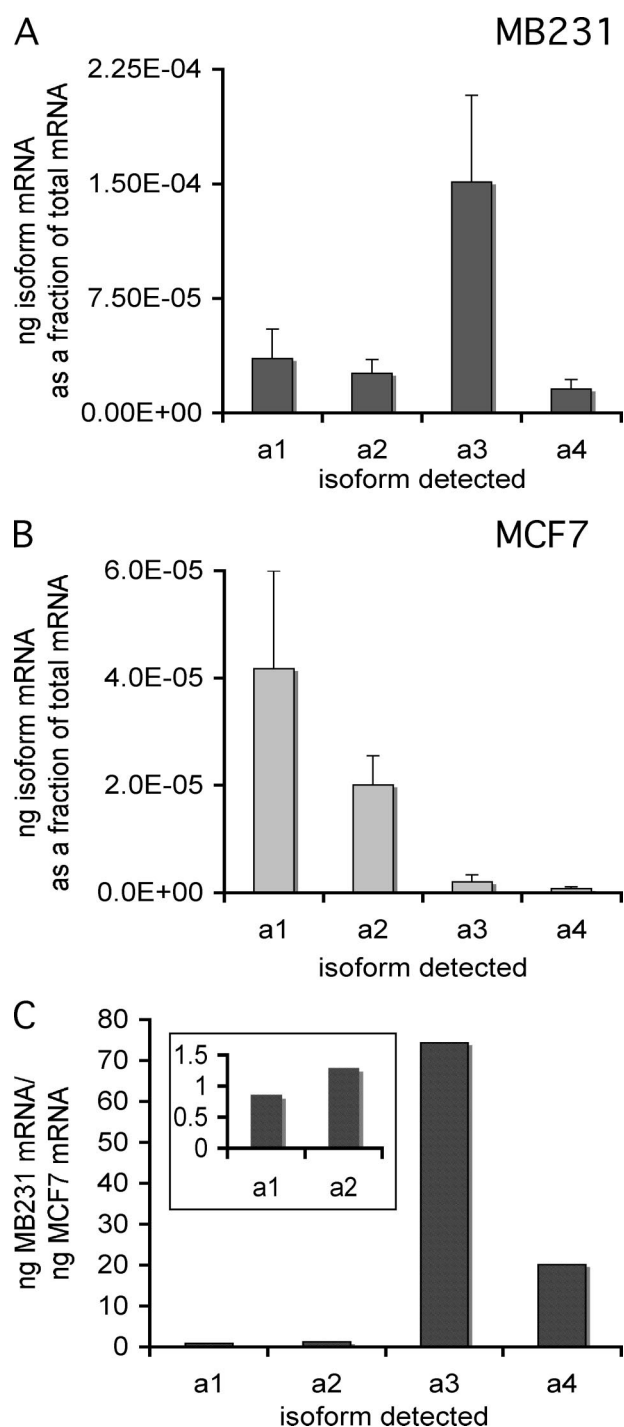 A MB231
ng isoform mRNA
as a fraction of total mRNA
2.25E-04
1.50E-04
7.50E-05
0.00E+00
a1 a2 a3 a4
isoform detected
B MCF7
ng isoform mRNA
as a fraction of total mRNA
6.0E-05
4.0E-05
2.0E-05
0.0E+00
a1 a2 a3 a4
isoform detected
C
ng MB231 mRNA/
ng MCF7 mRNA
80
70
60
50
40
30
20
10
0
1.5
1
0.5
0
a1 a2
a1 a2 a3 a4
isoform detected